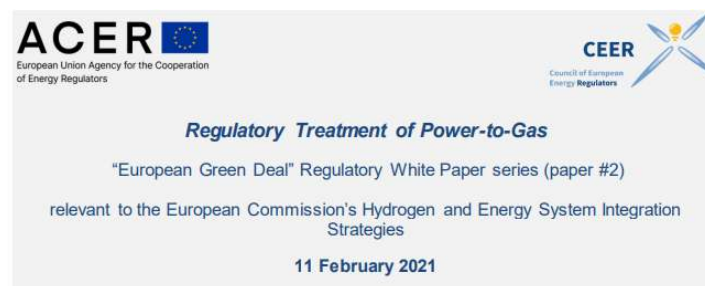 ACER
European Union Agency for the Cooperation
of Energy Regulators
CEER
Council of European
Energy Regulators
Regulatory Treatment of Power-to-Gas
“European Green Deal” Regulatory White Paper series (paper #2)
relevant to the European Commission’s Hydrogen and Energy System Integration
Strategies
11 February 2021